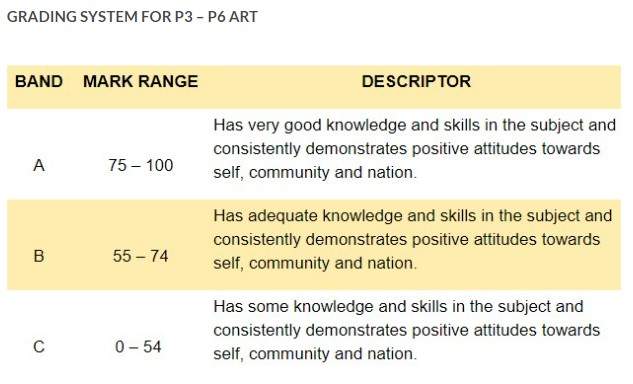 GRADING SYSTEM FOR P3 – P6 ART
BAND MARK RANGE DESCRIPTOR
Has very good knowledge and skills in the subject and
consistently demonstrates positive attitudes towards
A 75 – 100 self, community and nation.
Has adequate knowledge and skills in the subject and
consistently demonstrates positive attitudes towards
B 55 – 74 self, community and nation.
Has some knowledge and skills in the subject and
consistently demonstrates positive attitudes towards
C 0 – 54 self, community and nation.